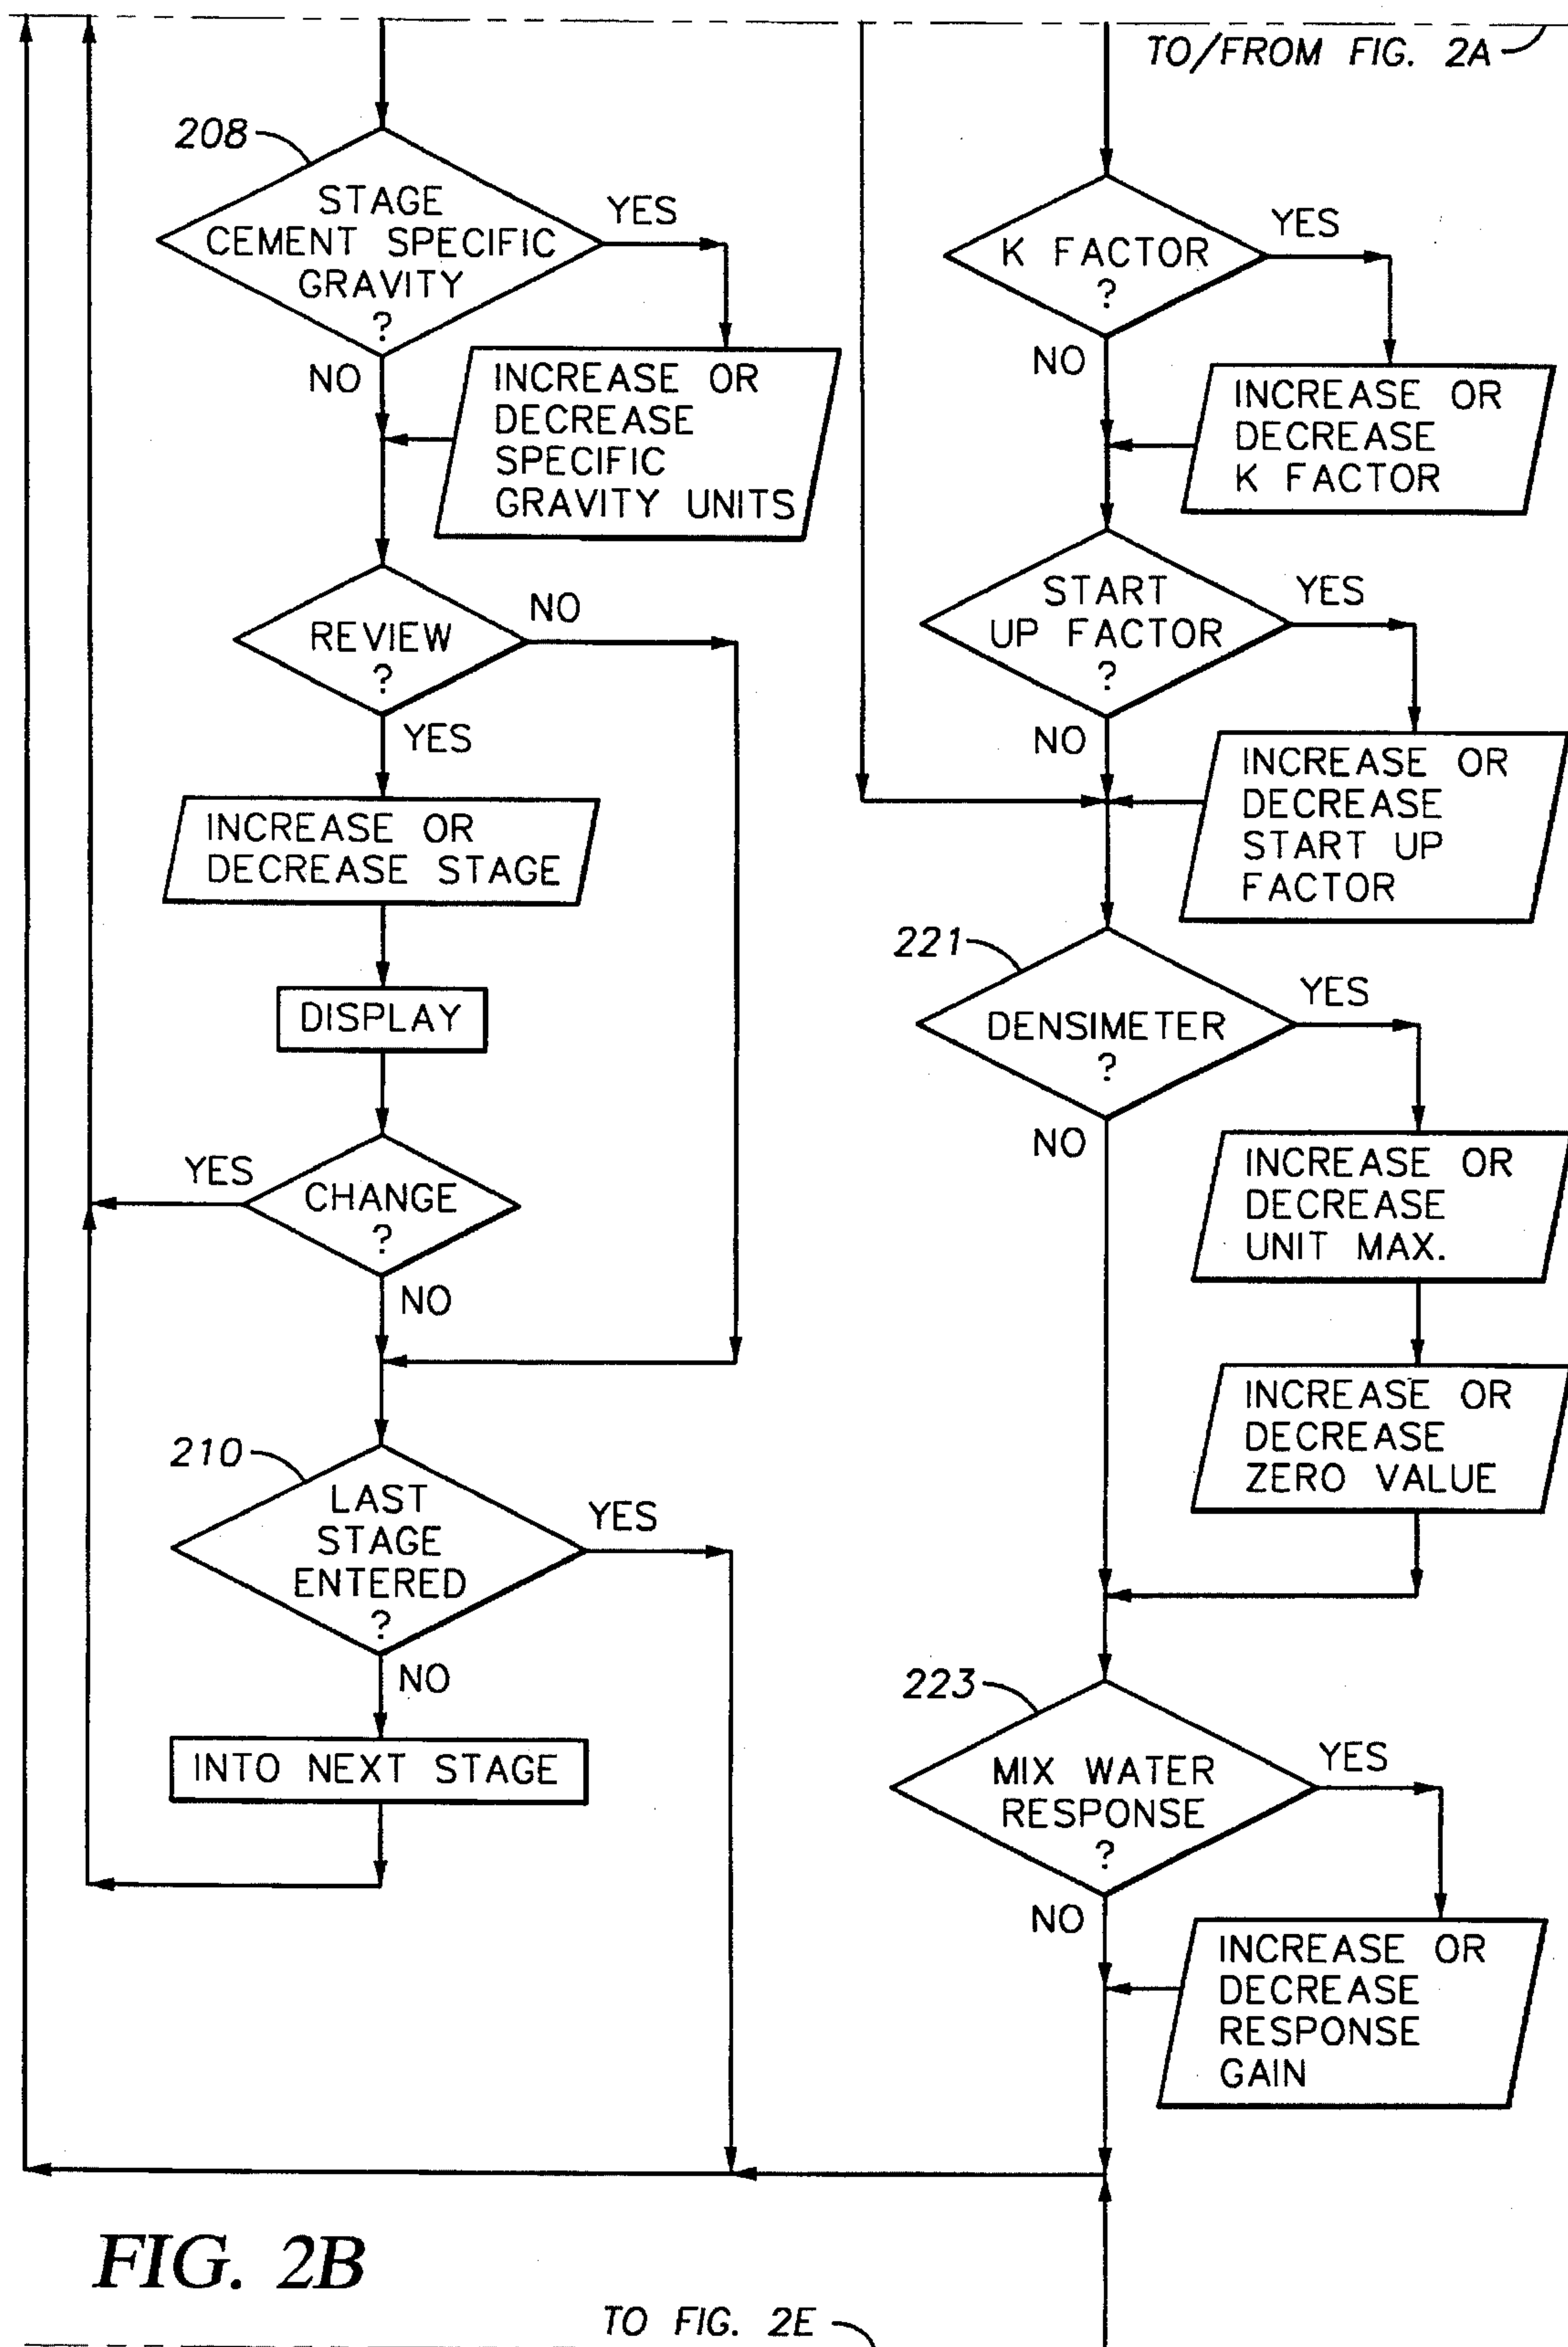 TO/FROM FIG. 2A
208
STAGE
CEMENT SPECIFIC
GRAVITY
?
YES
NO
INCREASE OR
DECREASE
SPECIFIC
GRAVITY UNITS
REVIEW
?
NO
YES
INCREASE OR
DECREASE STAGE
DISPLAY
CHANGE
?
YES
NO
210
LAST
STAGE
ENTERED
?
YES
NO
INTO NEXT STAGE
K FACTOR
?
YES
NO
INCREASE OR
DECREASE
K FACTOR
START
UP FACTOR
?
YES
NO
INCREASE OR
DECREASE
START UP
FACTOR
221
DENSIMETER
?
YES
NO
INCREASE OR
DECREASE
UNIT MAX.
INCREASE OR
DECREASE
ZERO VALUE
223
MIX WATER
RESPONSE
?
YES
NO
INCREASE OR
DECREASE
RESPONSE
GAIN
FIG. 2B
TO FIG. 2E